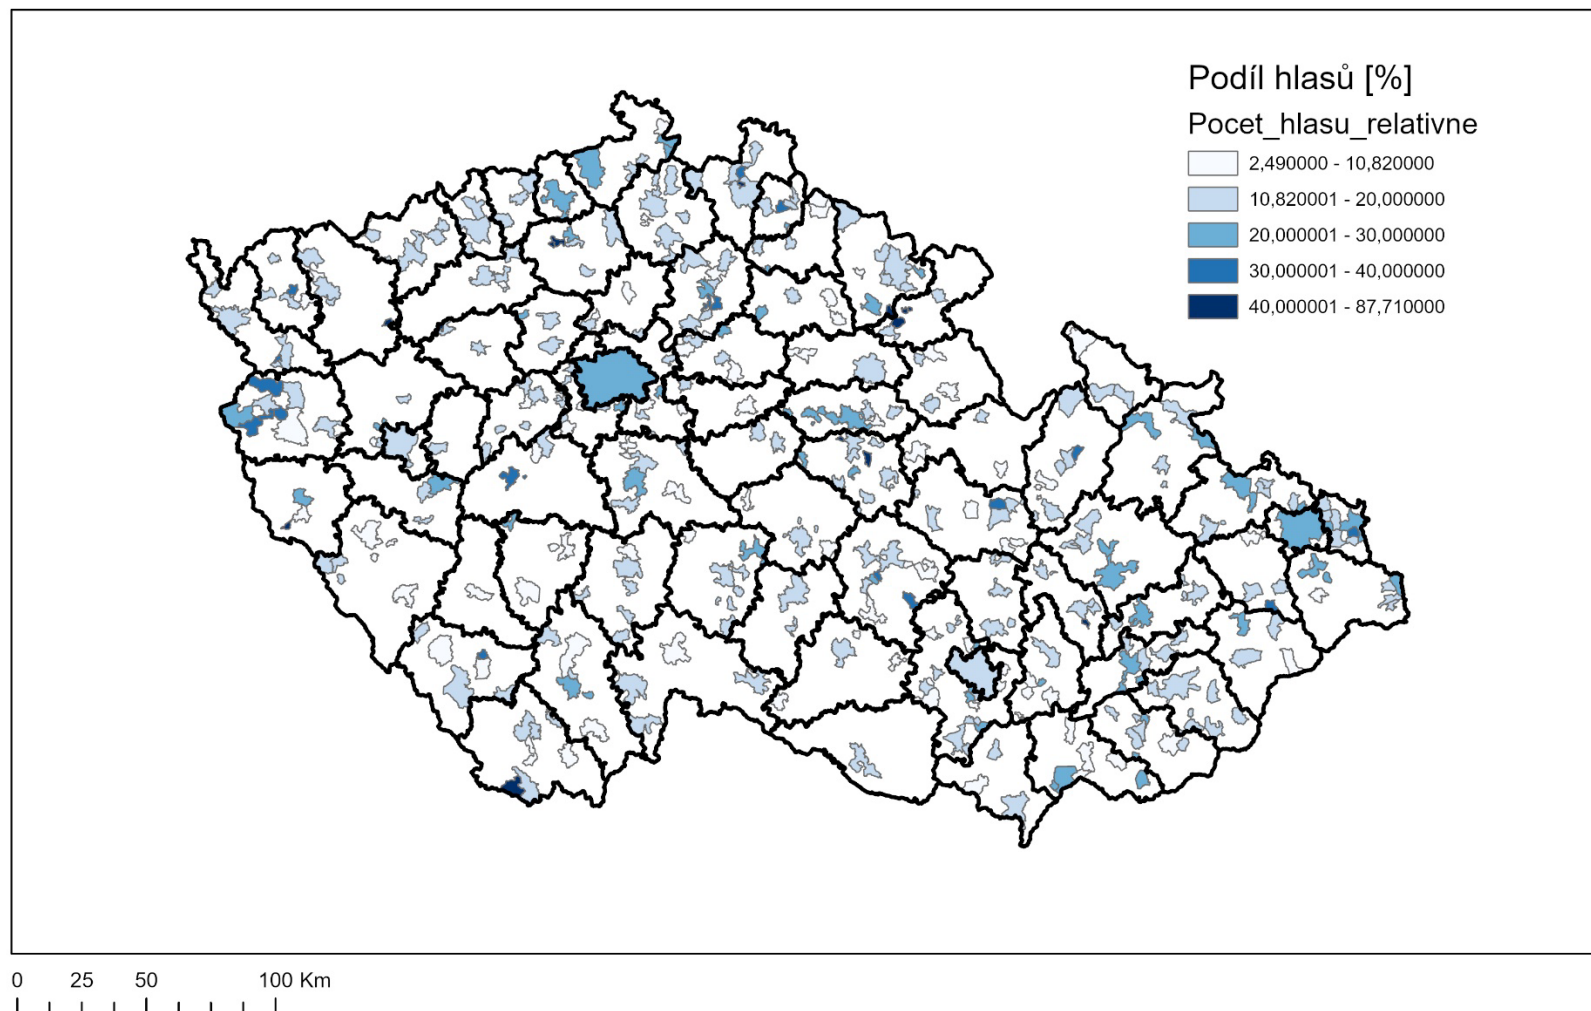 Podíl hlasů [%]
Pocet_hlasu_relativne
2,490000 - 10,820000
10,820001 - 20,000000
20,000001 - 30,000000
30,000001 - 40,000000
40,000001 - 87,710000
0 25 50 100 Km